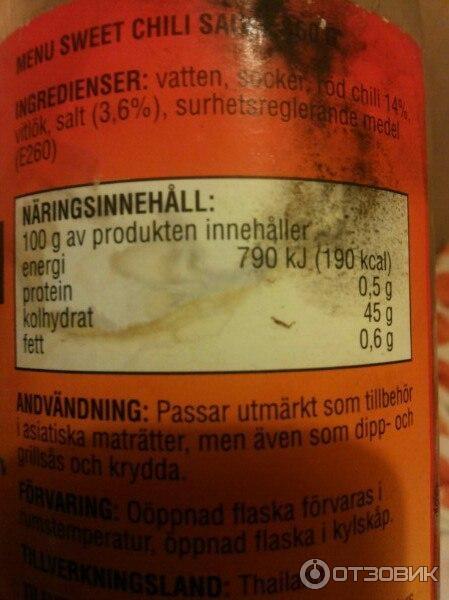 MENU SWEET CHILI SAUCE 360 g
INGREDIENSER: vatten, socker, röd chili 14%,
vitlök, salt (3,6%), surhetsreglerande medel
(E260)
NÄRINGSINNEHÅLL:
100 g av produkten innehåller
energi 790 kJ (190 kcal)
protein 0,5 g
kolhydrat 45 g
fett 0,6 g
ANDVÄNDNING: Passar utmärkt som tillbehör
i asiatiska maträtter, men även som dipp- och
grillsås och krydda.
FÖRVARING: Oöppnad flaska förvaras i
rumstemperatur, öppnad flaska i kylskåp.
TILLVERKNINGSLAND:
ОТЗОВИК